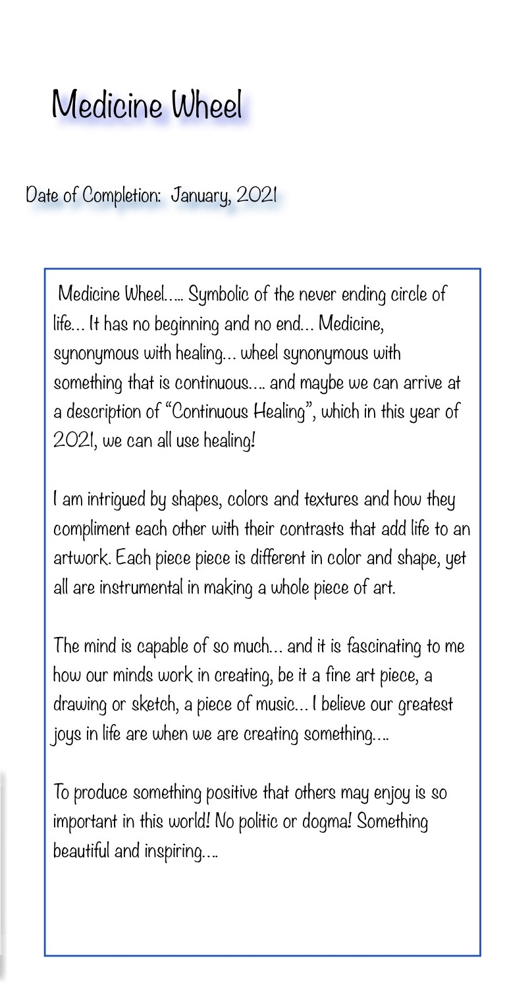 Medicine Wheel
Date of Completion: January, 2021
Medicine Wheel..... Symbolic of the never ending circle of
life... It has no beginning and no end... Medicine,
synonymous with healing... wheel synonymous with
something that is continuous.... and maybe we can arrive at
a description of “Continuous Healing”, which in this year of
2021, we can all use healing!
I am intrigued by shapes, colors and textures and how they
compliment each other with their contrasts that add life to an
artwork. Each piece piece is different in color and shape, yet
all are instrumental in making a whole piece of art.
The mind is capable of so much... and it is fascinating to me
how our minds work in creating, be it a fine art piece, a
drawing or sketch, a piece of music... I believe our greatest
joys in life are when we are creating something....
To produce something positive that others may enjoy is so
important in this world! No politic or dogma! Something
beautiful and inspiring....